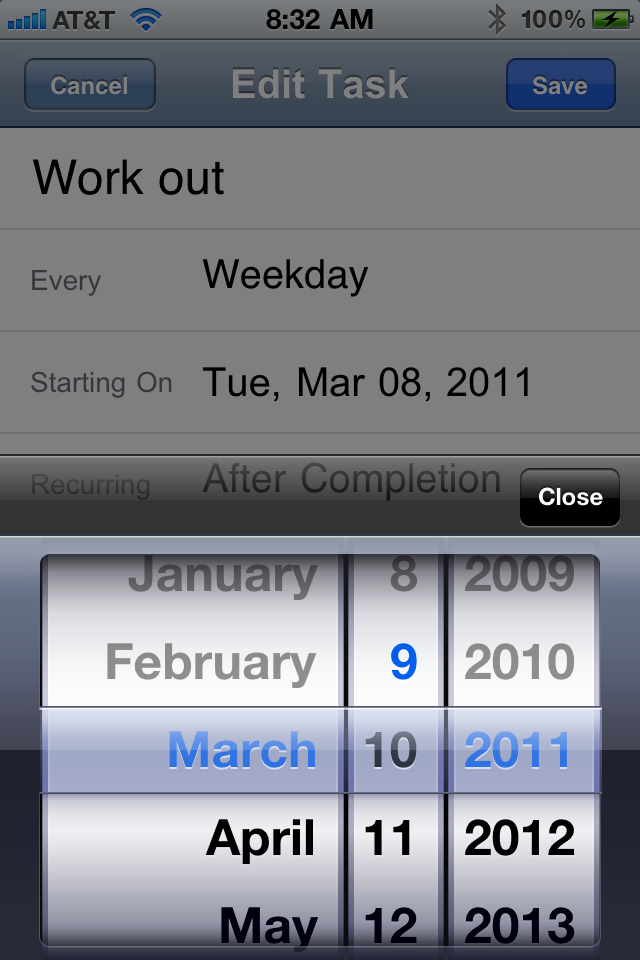 AT&T 8:32 AM 100%
Cancel Edit Task Save
Work out
Every Weekday
Starting On Tue, Mar 08, 2011
Recurring After Completion Close
January 8 2009
February 9 2010
March 10 2011
April 11 2012
May 12 2013